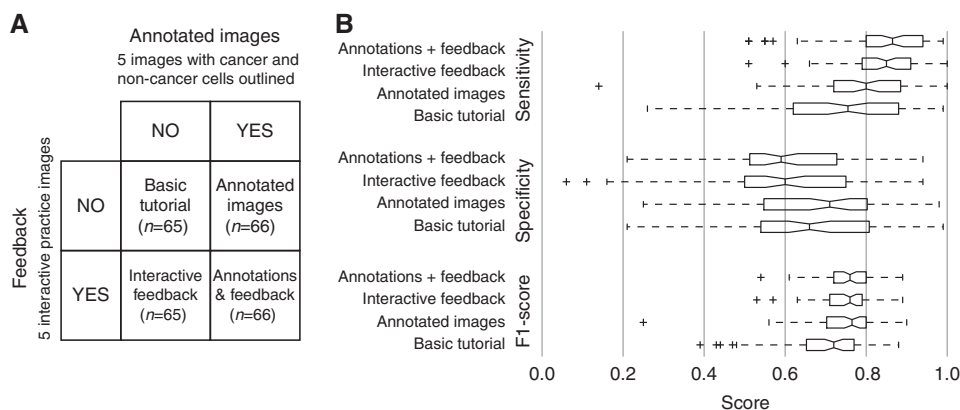 A
Annotated images
5 images with cancer and
non-cancer cells outlined
NO
YES
Feedback
5 interactive practice images
NO
Basic
tutorial
(n=65)
Annotated
images
(n=66)
YES
Interactive
feedback
(n=65)
Annotations
& feedback
(n=66)
B
Sensitivity
Annotations + feedback
Interactive feedback
Annotated images
Basic tutorial
Specificity
Annotations + feedback
Interactive feedback
Annotated images
Basic tutorial
F1-score
Annotations + feedback
Interactive feedback
Annotated images
Basic tutorial
0.0 0.2 0.4 0.6 0.8 1.0
Score